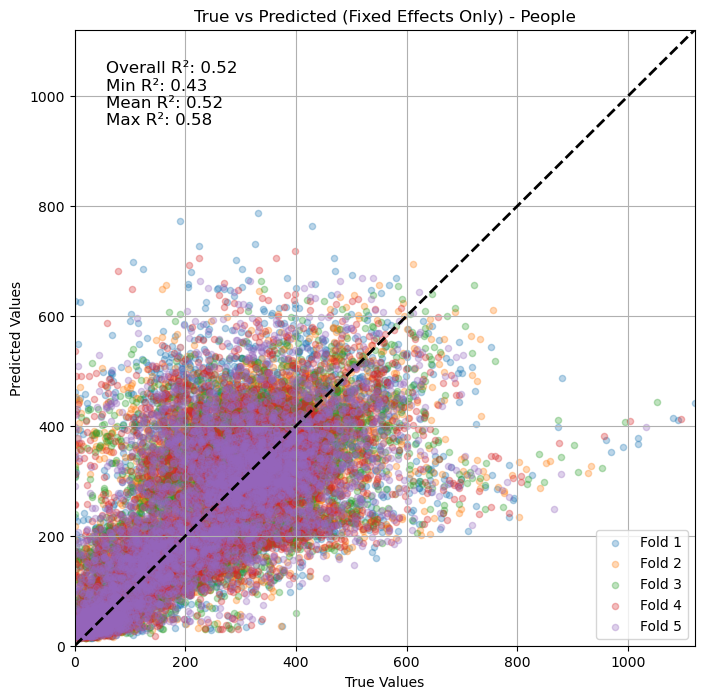 True vs Predicted (Fixed Effects Only) - People
Overall R²: 0.52
Min R²: 0.43
Mean R²: 0.52
Max R²: 0.58
1000
800
600
400
200
0
Predicted Values
0 200 400 600 800 1000
True Values
Fold 1
Fold 2
Fold 3
Fold 4
Fold 5